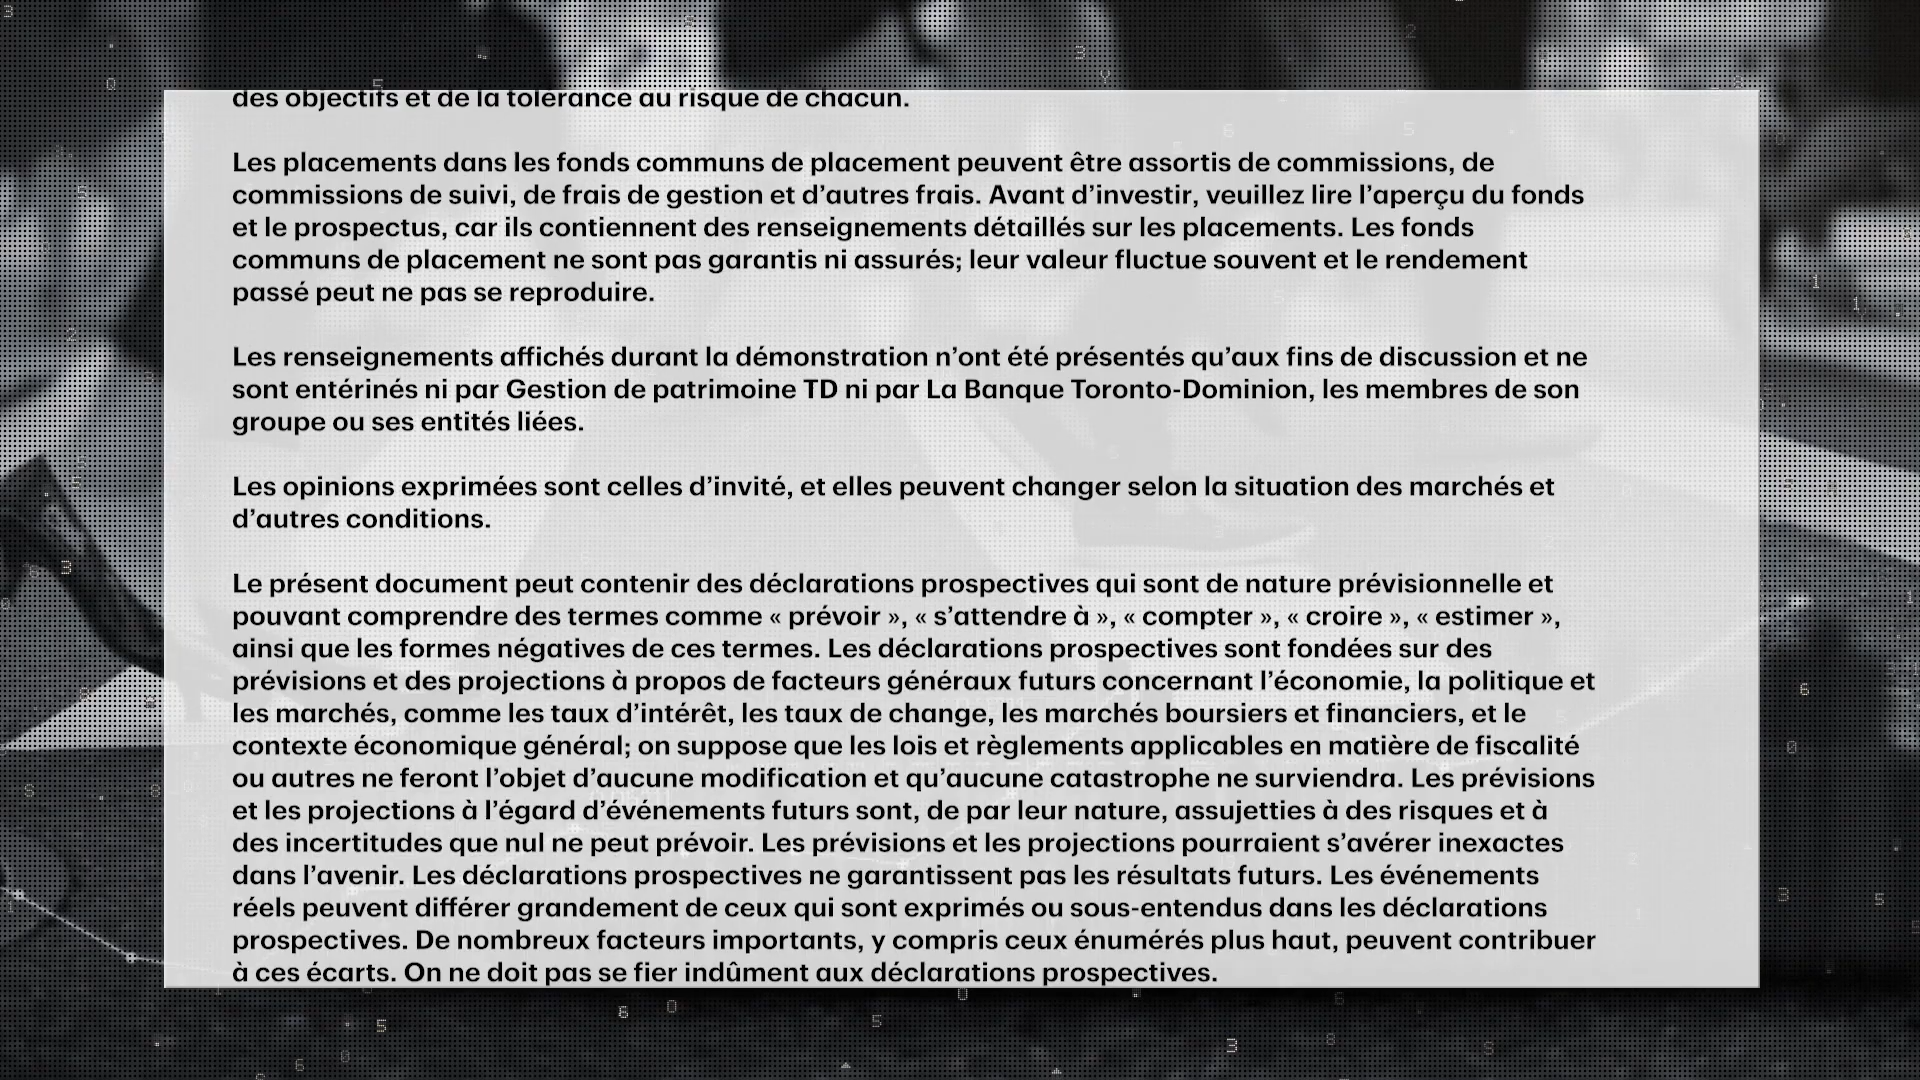 des objectifs et de la tolérance au risque de chacun.
Les placements dans les fonds communs de placement peuvent être assortis de commissions, de
commissions de suivi, de frais de gestion et d’autres frais. Avant d’investir, veuillez lire l’aperçu du fonds
et le prospectus, car ils contiennent des renseignements détaillés sur les placements. Les fonds
communs de placement ne sont pas garantis ni assurés; leur valeur fluctue souvent et le rendement
passé peut ne pas se reproduire.
Les renseignements affichés durant la démonstration n’ont été présentés qu’aux fins de discussion et ne
sont entérinés ni par Gestion de patrimoine TD ni par La Banque Toronto-Dominion, les membres de son
groupe ou ses entités liées.
Les opinions exprimées sont celles d’invité, et elles peuvent changer selon la situation des marchés et
d’autres conditions.
Le présent document peut contenir des déclarations prospectives qui sont de nature prévisionnelle et
pouvant comprendre des termes comme « prévoir », « s’attendre à », « compter », « croire », « estimer »,
ainsi que les formes négatives de ces termes. Les déclarations prospectives sont fondées sur des
prévisions et des projections à propos de facteurs généraux futurs concernant l’économie, la politique et
les marchés, comme les taux d’intérêt, les taux de change, les marchés boursiers et financiers, et le
contexte économique général; on suppose que les lois et règlements applicables en matière de fiscalité
ou autres ne feront l’objet d’aucune modification et qu’aucune catastrophe ne surviendra. Les prévisions
et les projections à l’égard d’événements futurs sont, de par leur nature, assujetties à des risques et à
des incertitudes que nul ne peut prévoir. Les prévisions et les projections pourraient s’avérer inexactes
dans l’avenir. Les déclarations prospectives ne garantissent pas les résultats futurs. Les événements
réels peuvent différer grandement de ceux qui sont exprimés ou sous-entendus dans les déclarations
prospectives. De nombreux facteurs importants, y compris ceux énumérés plus haut, peuvent contribuer
à ces écarts. On ne doit pas se fier indûment aux déclarations prospectives.